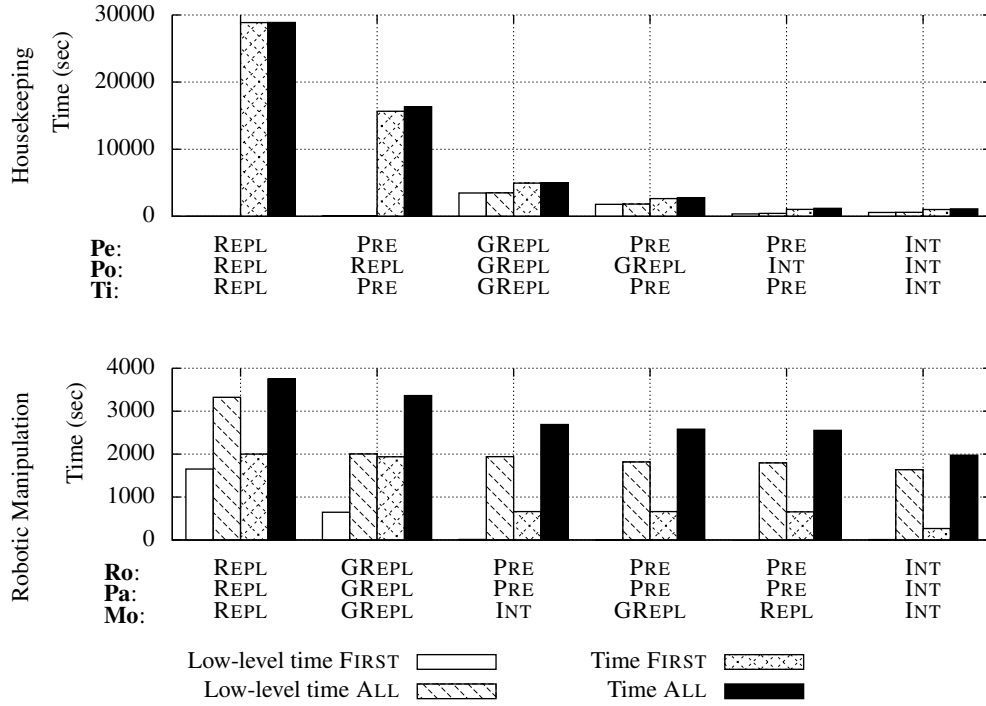 Housekeeping
Time (sec)
30000
20000
10000
0
Pe: REPL PRE GREPL PRE PRE INT
Po: REPL REPL GREPL GREPL INT INT
Ti: REPL PRE GREPL PRE PRE INT
Robotic Manipulation
Time (sec)
4000
3000
2000
1000
0
Ro: REPL GREPL PRE PRE PRE INT
Pa: REPL GREPL PRE PRE PRE INT
Mo: REPL GREPL INT GREPL REPL INT
Low-level time FIRST Time FIRST
Low-level time ALL Time ALL